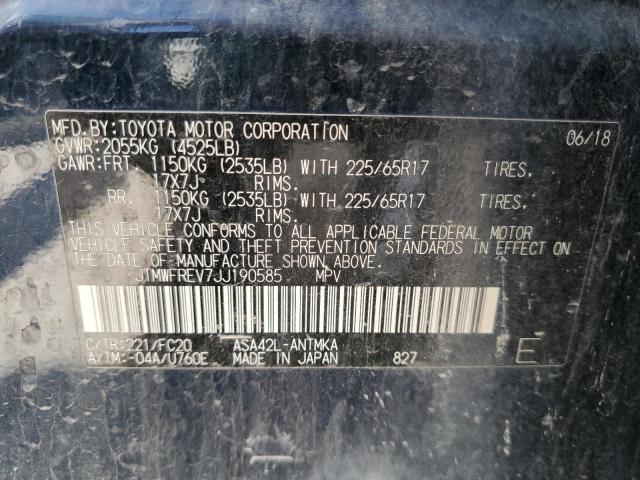 MFD.BY:TOYOTA MOTOR CORPORATION 06/18
GVWR:2055KG (4525LB)
GAWR:FRT. 1150KG (2535LB) WITH 225/65R17 TIRES.
17X7J RIMS.
RR. 1150KG (2535LB) WITH 225/65R17 TIRES.
17X7J RIMS.
THIS VEHICLE CONFORMS TO ALL APPLICABLE FEDERAL MOTOR
VEHICLE SAFETY AND THEFT PREVENTION STANDARDS IN EFFECT ON
THE DATE OF MANUFACTURE SHOWN ABOVE.
JTMWFREV7JJ190585 MPV
C/TR:221/FC20 ASA42L-ANTMKA
A/TM:-04A/U760E MADE IN JAPAN 827 E